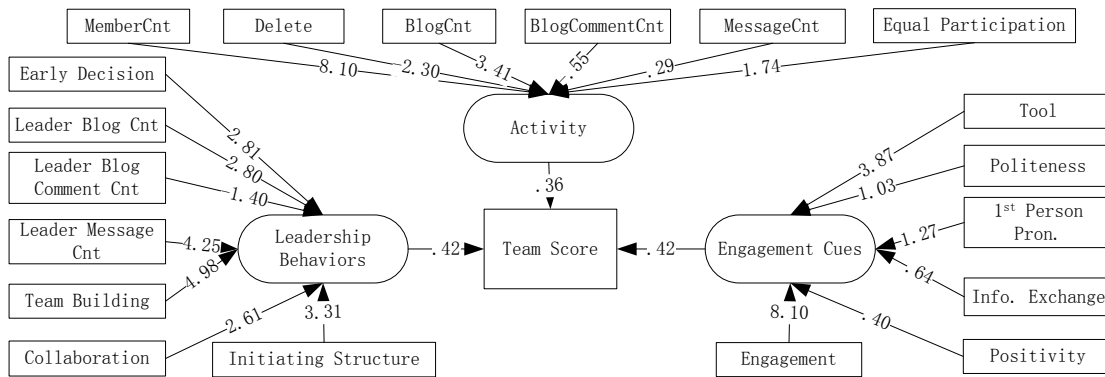 MemberCnt
Delete
BlogCnt
BlogCommentCnt
MessageCnt
Equal Participation
8.10
2.30
3.41
.55
.29
1.74
Activity
.36
Early Decision
Leader Blog Cnt
Leader Blog
Comment Cnt
Leader Message
Cnt
Team Building
Collaboration
Initiating Structure
2.81
2.80
1.40
4.25
4.98
2.61
3.31
Leadership
Behaviors
.42
Team Score
.42
Engagement Cues
Tool
Politeness
1st Person
Pron.
Info. Exchange
Positivity
Engagement
3.87
1.03
1.27
.64
.40
8.10